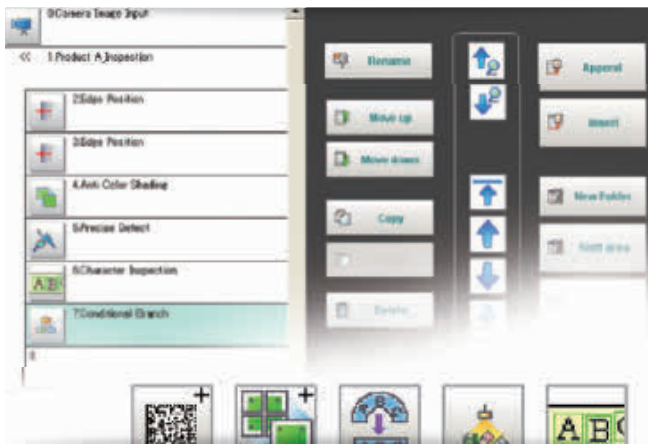 0.Camera Image Input
1.Product A_Inspection
2.Edge Position
3.Edge Position
4.Anti Color Shading
5.Precise Defect
6.Character Inspection
7.Conditional Branch
8
Rename
Move up
Move down
Copy
Delete
Append
Insert
New Folder
A B
A B C